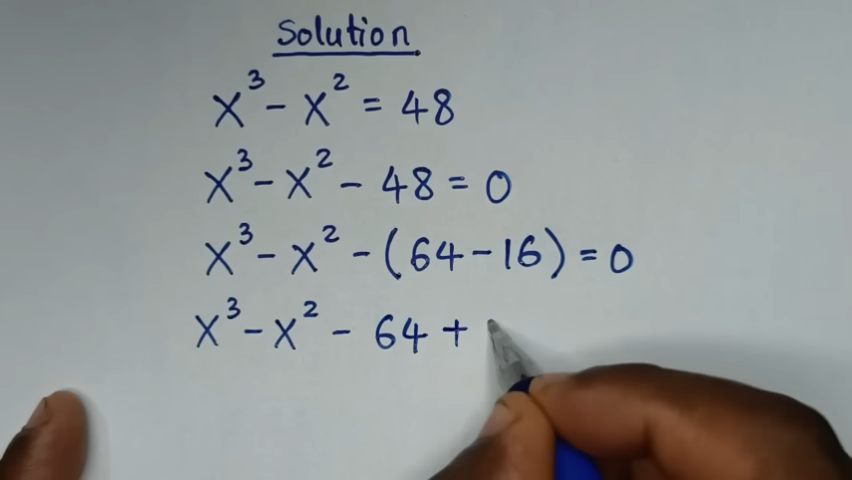 Solution
x³ - x² = 48
x³ - x² - 48 = 0
x³ - x² - (64 - 16) = 0
x³ - x² - 64 +